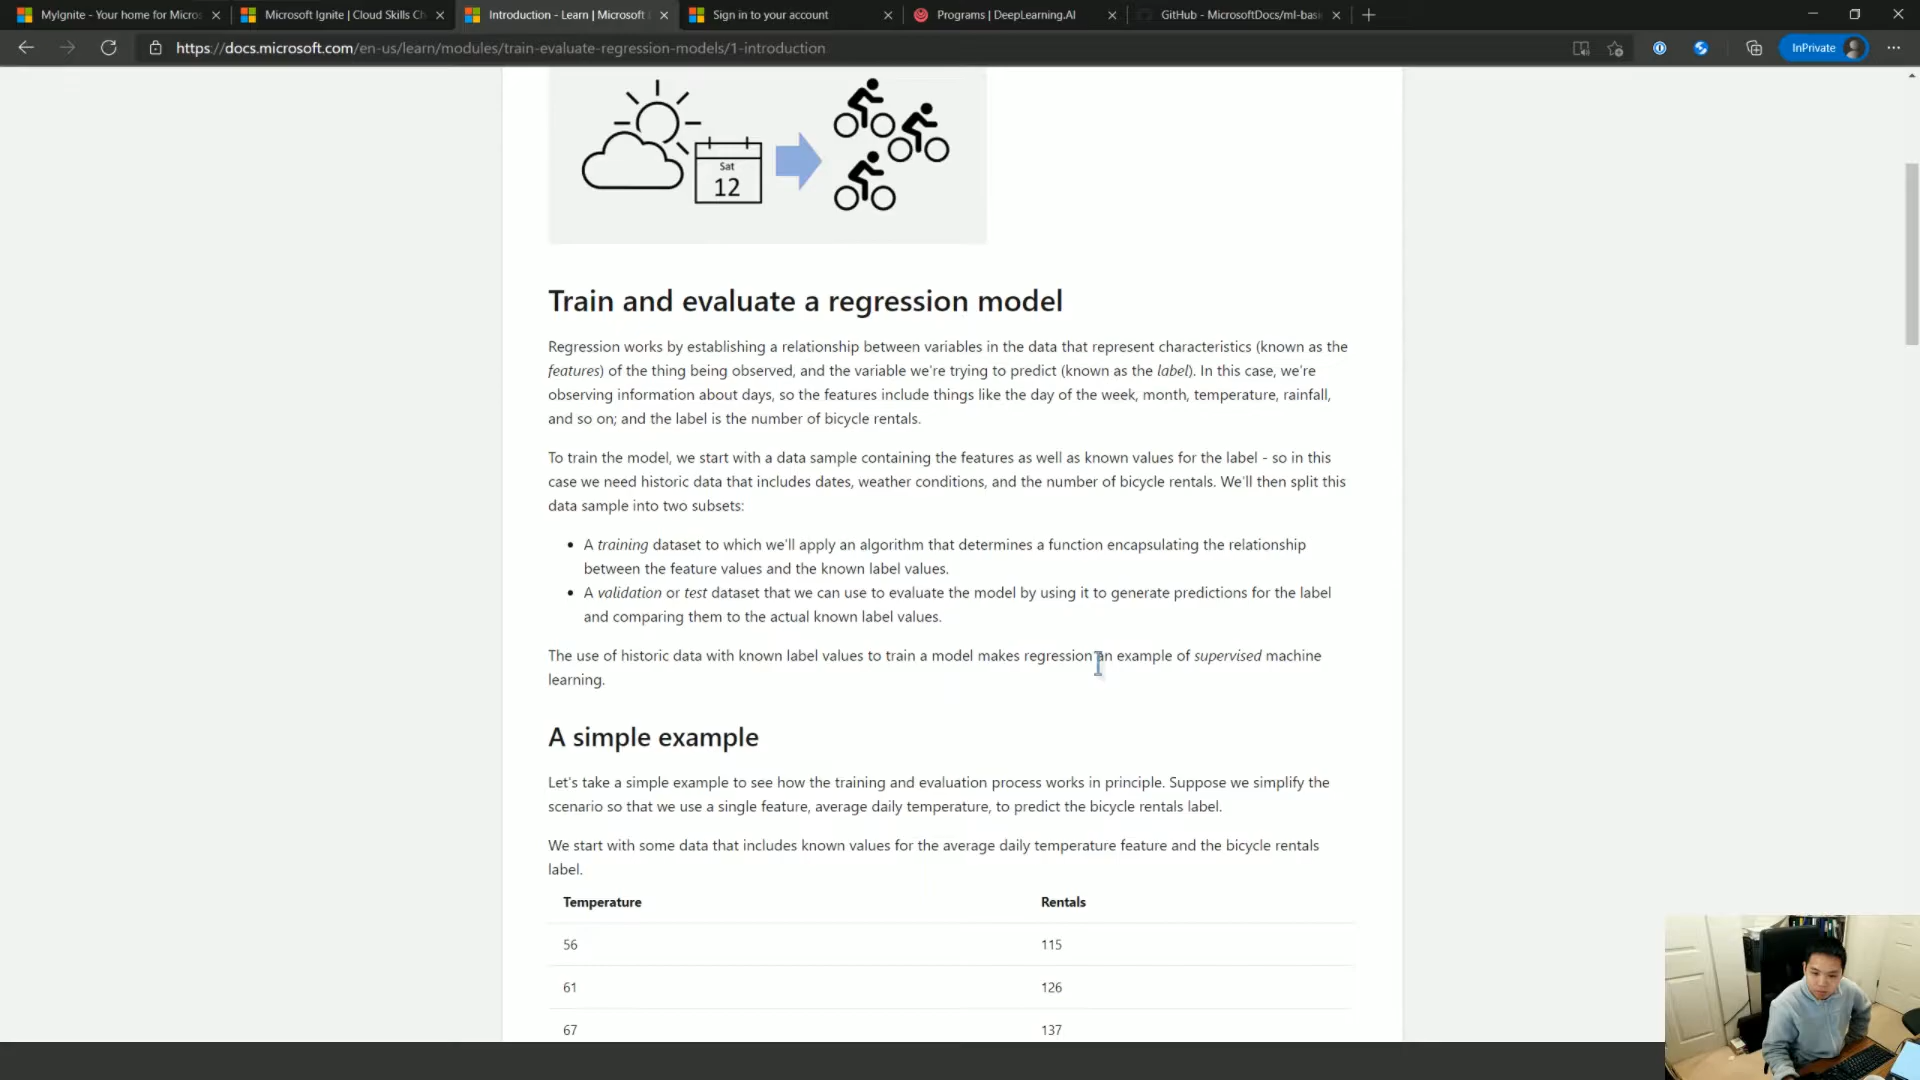 MyIgnite - Your home for Micros
Microsoft Ignite | Cloud Skills Ch
Introduction - Learn | Microsoft
Sign in to your account
Programs | DeepLearning.AI
GitHub - MicrosoftDocs/ml-basi
https://docs.microsoft.com/en-us/learn/modules/train-evaluate-regression-models/1-introduction
InPrivate
Sat
12
Train and evaluate a regression model
Regression works by establishing a relationship between variables in the data that represent characteristics (known as the
features) of the thing being observed, and the variable we're trying to predict (known as the label). In this case, we're
observing information about days, so the features include things like the day of the week, month, temperature, rainfall,
and so on; and the label is the number of bicycle rentals.
To train the model, we start with a data sample containing the features as well as known values for the label - so in this
case we need historic data that includes dates, weather conditions, and the number of bicycle rentals. We'll then split this
data sample into two subsets:
• A training dataset to which we'll apply an algorithm that determines a function encapsulating the relationship
between the feature values and the known label values.
• A validation or test dataset that we can use to evaluate the model by using it to generate predictions for the label
and comparing them to the actual known label values.
The use of historic data with known label values to train a model makes regression an example of supervised machine
learning.
A simple example
Let's take a simple example to see how the training and evaluation process works in principle. Suppose we simplify the
scenario so that we use a single feature, average daily temperature, to predict the bicycle rentals label.
We start with some data that includes known values for the average daily temperature feature and the bicycle rentals
label.
Temperature Rentals
56 115
61 126
67 137